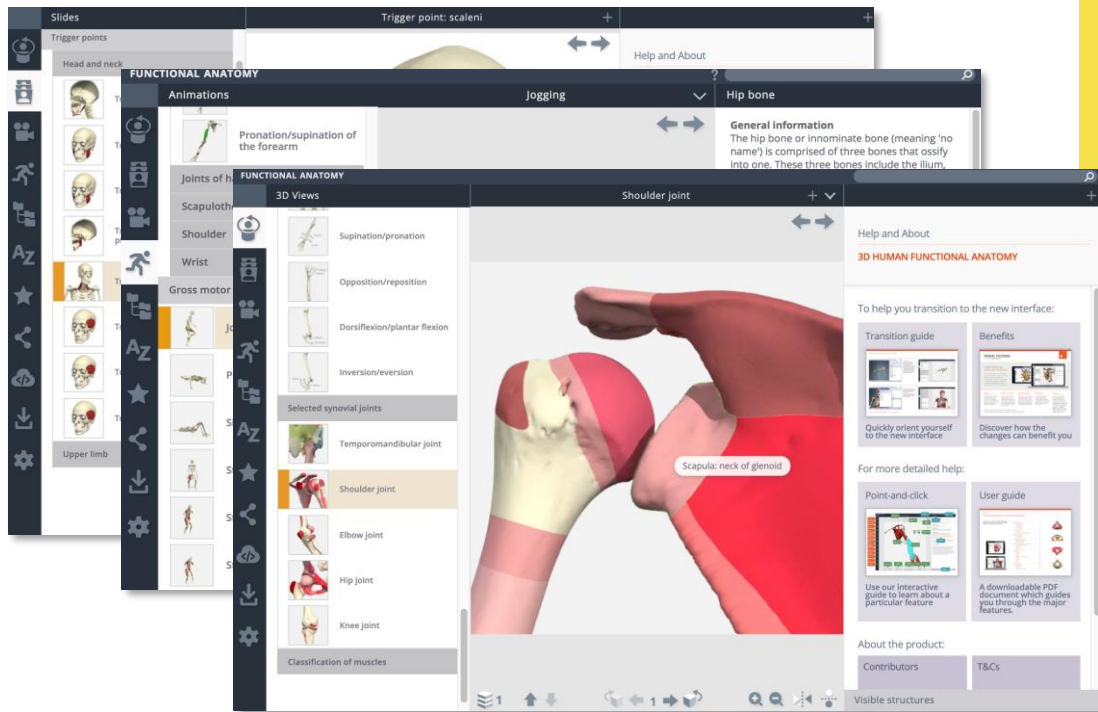 Slides
Trigger point: scaleni
Trigger points
Head and neck
Help and About
Upper limb
FUNCTIONAL ANATOMY
?
Animations
Jogging
Hip bone
Pronation/supination of
the forearm
General information
The hip bone or innominate bone (meaning 'no
name') is comprised of three bones that ossify
into one. These three bones include the ilium,
Joints of
Shoulder
Wrist
Gross motor
AZ
FUNCTIONAL ANATOMY
3D Views
Shoulder joint
Supination/pronation
Opposition/reposition
Dorsiflexion/plantar flexion
Inversion/eversion
Selected synovial joints
Temporomandibular joint
Shoulder joint
Elbow joint
Hip joint
Knee joint
Classification of muscles
AZ
Scapula: neck of glenoid
1
1
Help and About
3D HUMAN FUNCTIONAL ANATOMY
To help you transition to the new interface:
Transition guide
Benefits
Quickly orient yourself
to the new interface
Discover how the
changes can benefit you
For more detailed help:
Point-and-click
User guide
Use our interactive
guide to learn about a
particular feature
A downloadable PDF
document which guides
you through the major
features.
About the product:
Contributors
T&Cs
Visible structures
AZ